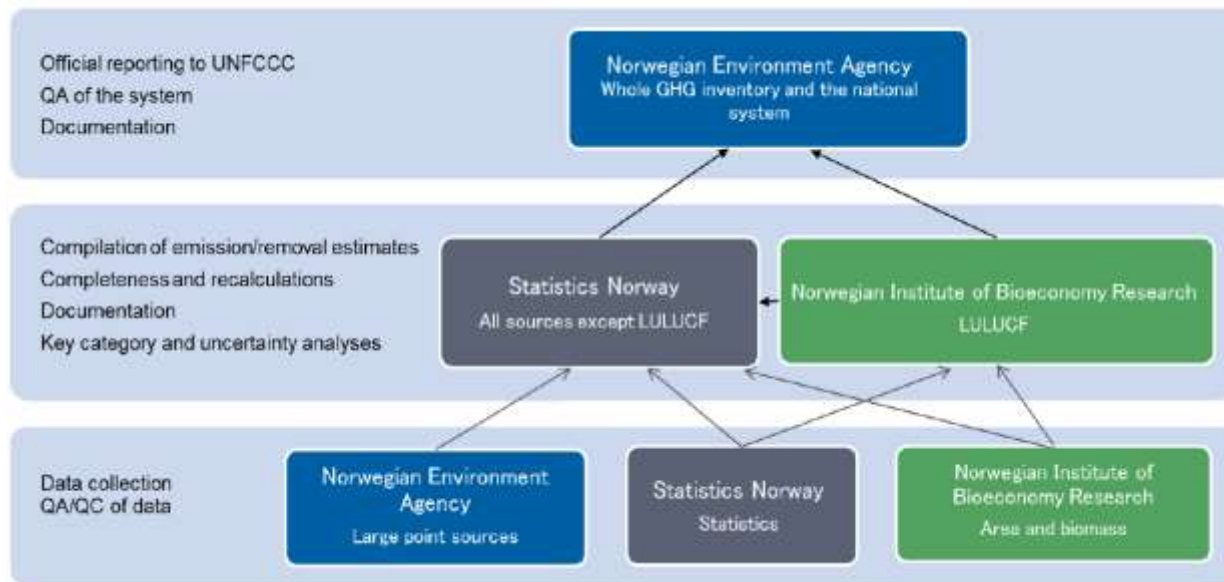 Official reporting to UNFCCC
QA of the system
Documentation
Norwegian Environment Agency
Whole GHG inventory and the national
system
Compilation of emission/removal estimates
Completeness and recalculations
Documentation
Key category and uncertainty analyses
Statistics Norway
All sources except LULUCF
Norwegian Institute of Bioeconomy Research
LULUCF
Data collection
QA/QC of data
Norwegian Environment
Agency
Large point sources
Statistics Norway
Statistics
Norwegian Institute of
Bioeconomy Research
Area and biomass